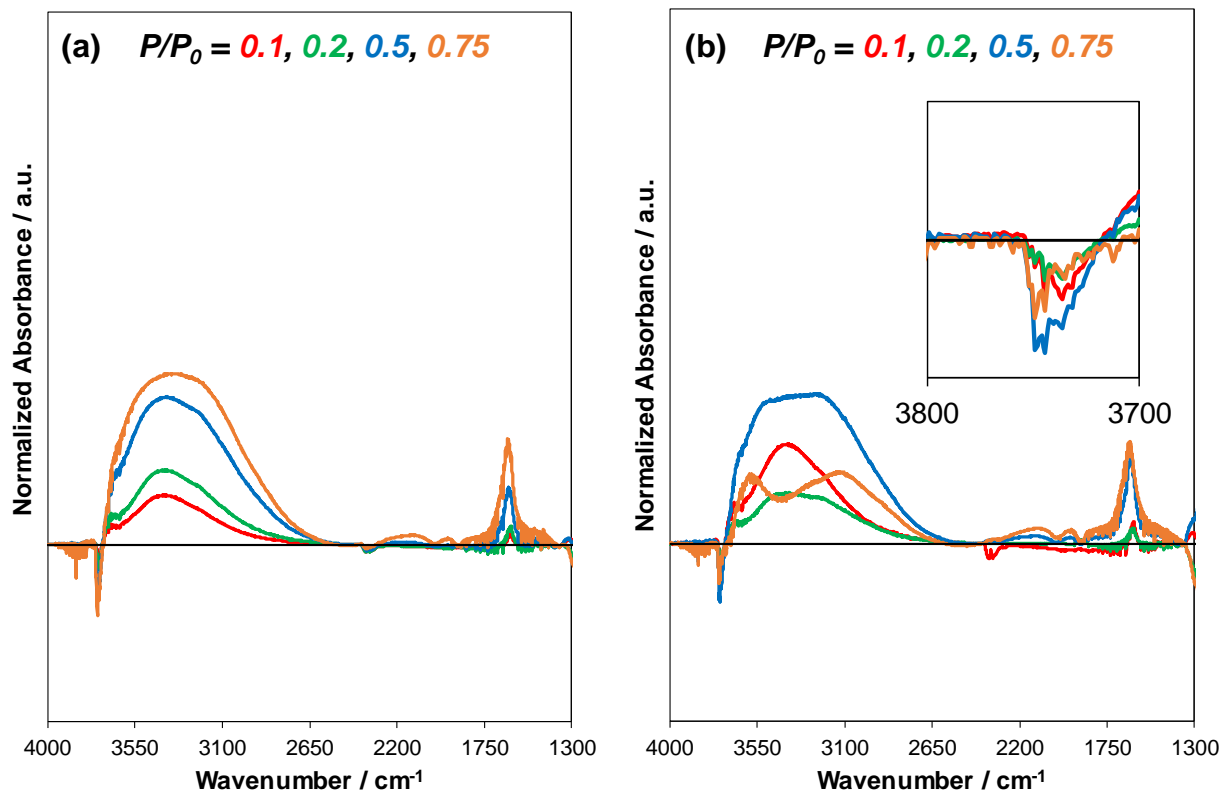 (a) P/P0 = 0.1, 0.2, 0.5, 0.75
Normalized Absorbance / a.u.
4000 3550 3100 2650 2200 1750 1300
Wavenumber / cm-1
(b) P/P0 = 0.1, 0.2, 0.5, 0.75
3800 3700
Normalized Absorbance / a.u.
4000 3550 3100 2650 2200 1750 1300
Wavenumber / cm-1